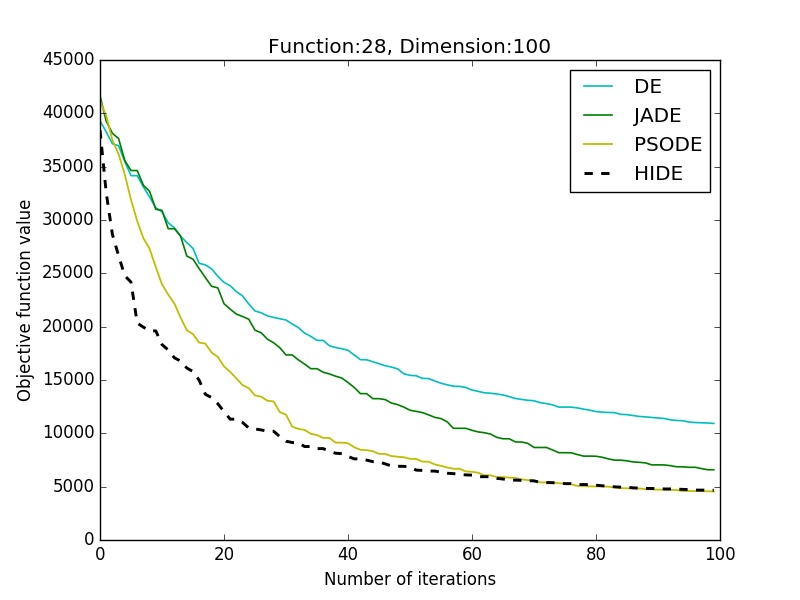 Function:28, Dimension:100
45000
40000
35000
30000
25000
20000
15000
10000
5000
0
Objective function value
DE
JADE
PSODE
HIDE
0 20 40 60 80 100
Number of iterations